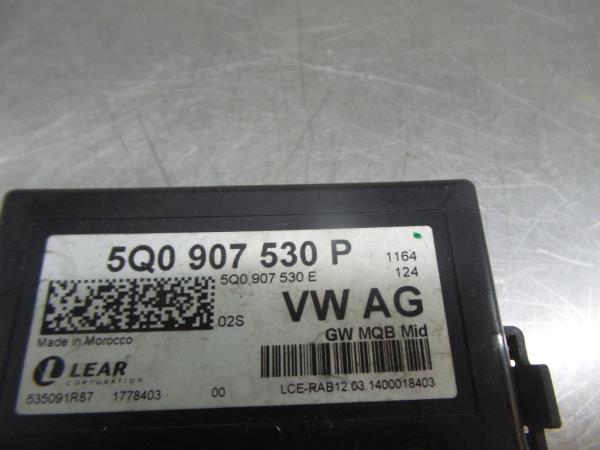 5Q0 907 530 P 1164
5Q0 907 530 E 124
02S VW AG
Made in Morocco GW MQB Mid
LEAR
CORPORATION
535091R87 1778403 00 LCE-RAB12.03.1400018403